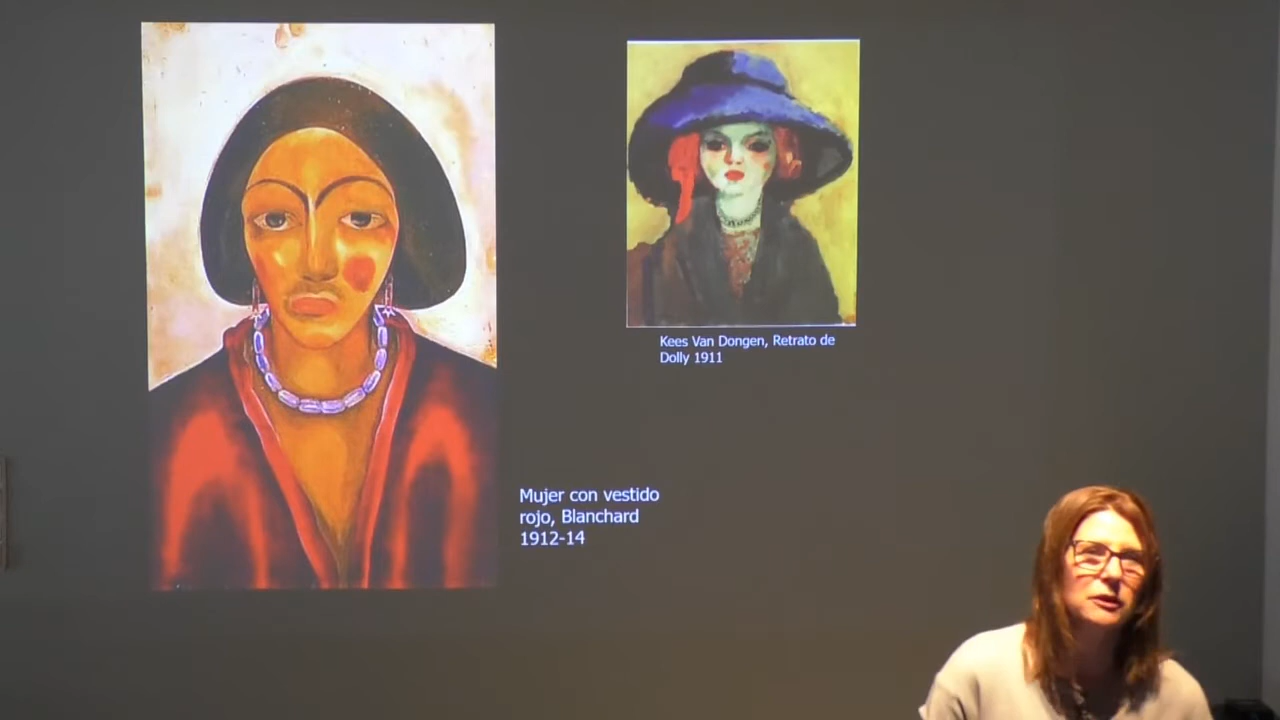 Kees Van Dongen, Retrato de
Dolly 1911
Mujer con vestido
rojo, Blanchard
1912-14